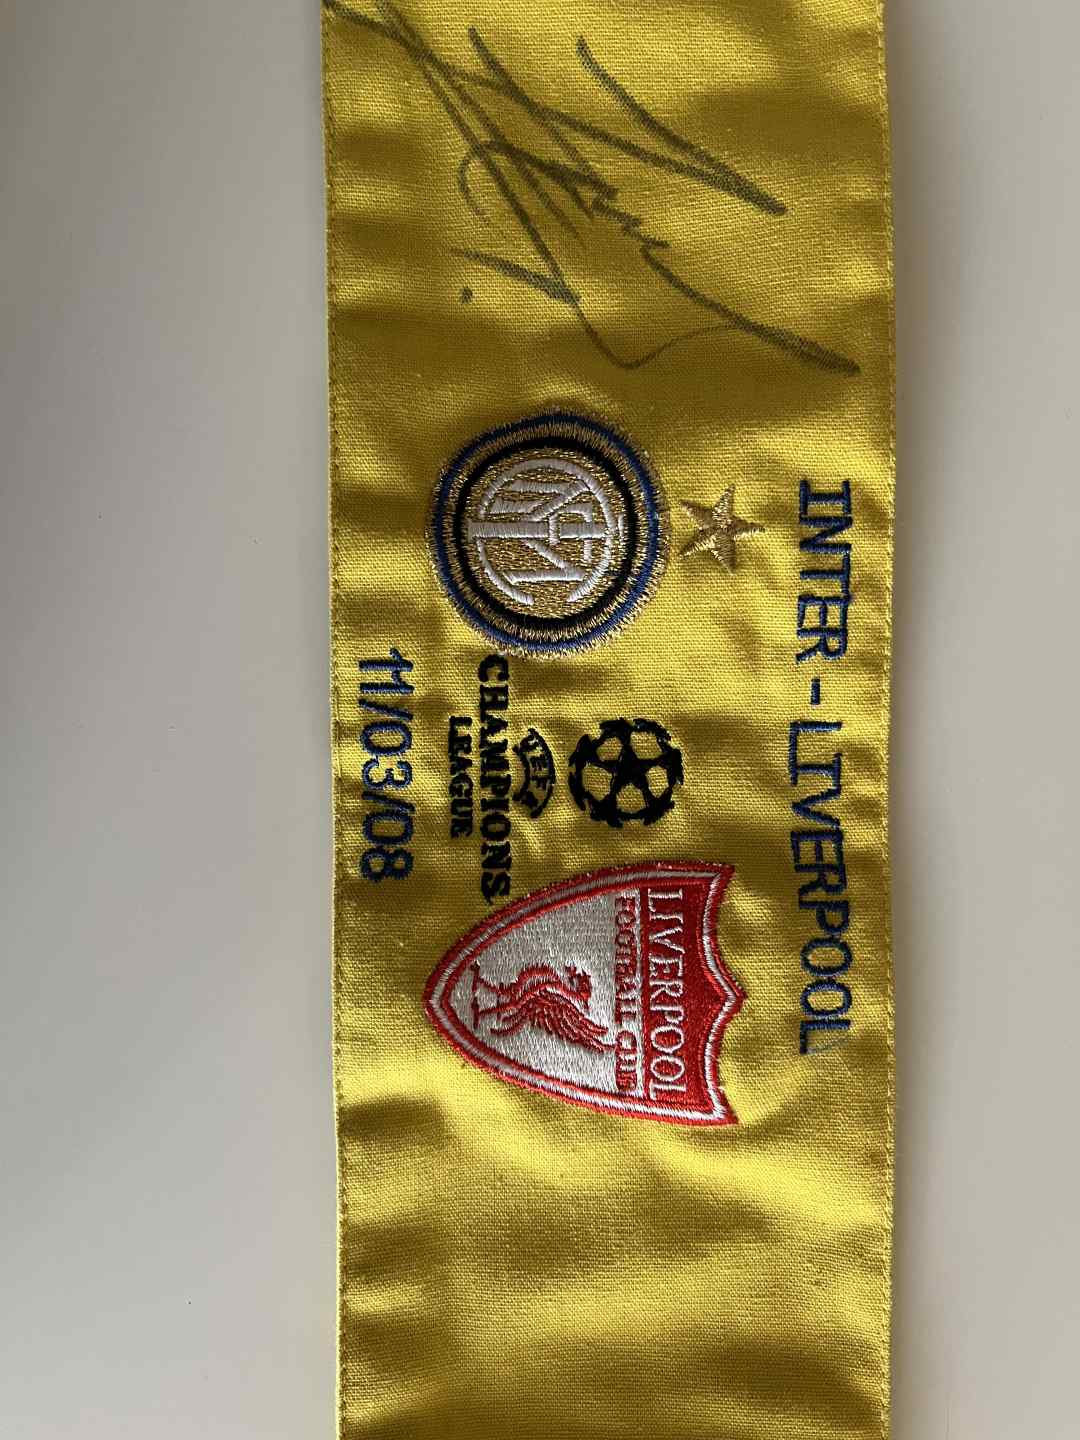 INTER - LIVERPOOL
UEFA
CHAMPIONS
LEAGUE
LIVERPOOL
FOOTBALL CLUB
11/03/08